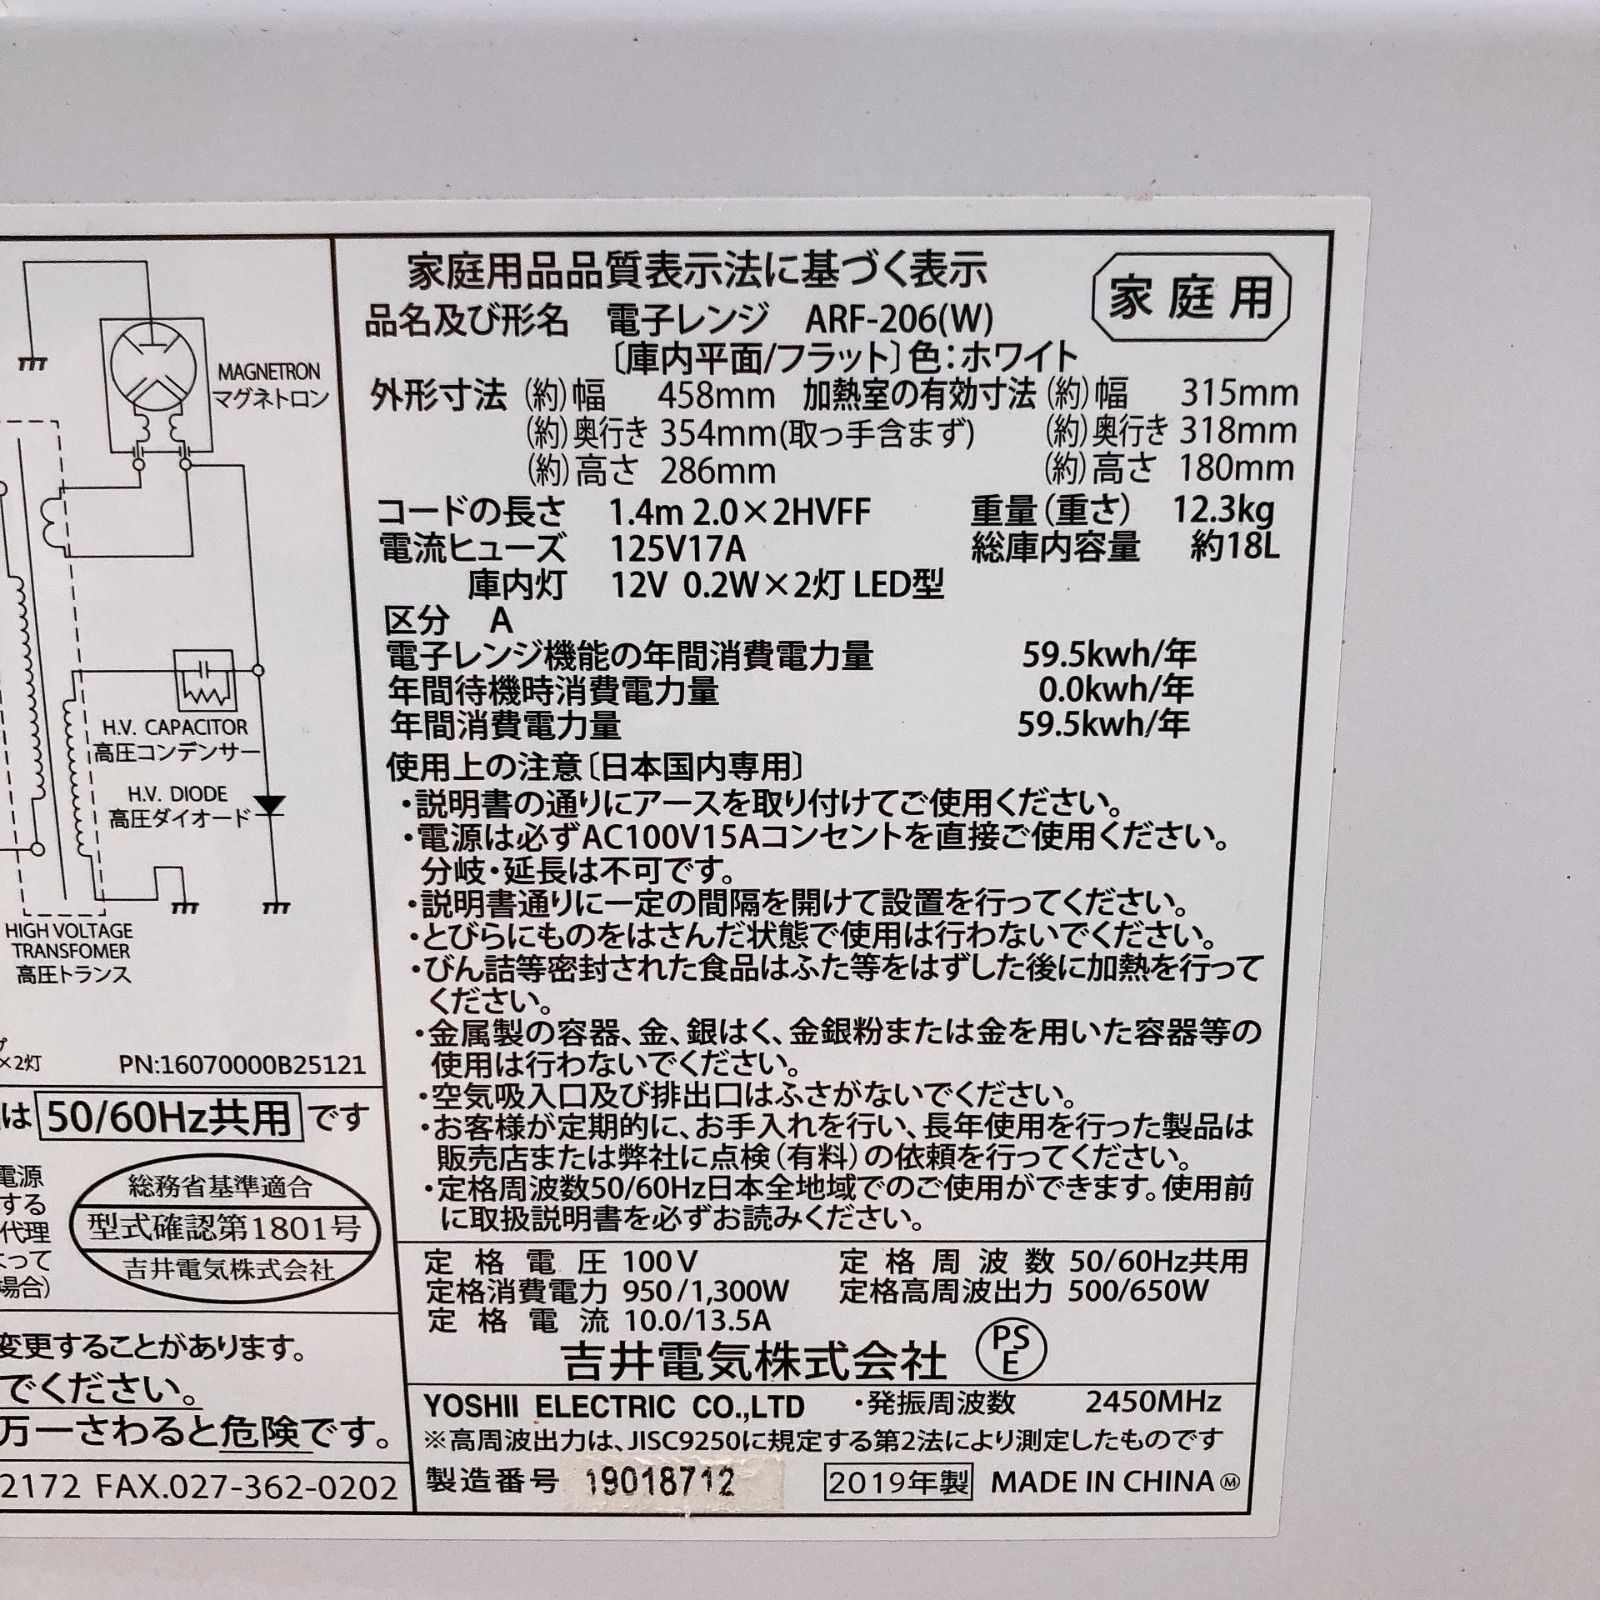 MAGNETRON
マグネトロン
H.V. CAPACITOR
高圧コンデンサー
H.V. DIODE
高圧ダイオード
HIGH VOLTAGE
TRANSFOMER
高圧トランス
×2灯 PN:16070000B25121
は 50/60Hz共用 です
電源
する
代理
よって
場合)
総務省基準適合
型式確認第1801号
吉井電気株式会社
変更することがあります。
でください。
万一さわると危険です。
2172 FAX.027-362-0202
家庭用品品質表示法に基づく表示
家庭用
品名及び形名 電子レンジ ARF-206(W)
〔庫内平面/フラット〕色:ホワイト
外形寸法 (約)幅 458mm 加熱室の有効寸法 (約)幅 315mm
(約)奥行き 354mm(取っ手含まず) (約)奥行き 318mm
(約)高さ 286mm (約)高さ 180mm
コードの長さ 1.4m 2.0×2HVFF 重量(重さ) 12.3kg
電流ヒューズ 125V17A 総庫内容量 約18L
庫内灯 12V 0.2W×2灯 LED型
区分 A
電子レンジ機能の年間消費電力量 59.5kwh/年
年間待機時消費電力量 0.0kwh/年
年間消費電力量 59.5kwh/年
使用上の注意〔日本国内専用〕
・説明書の通りにアースを取り付けてご使用ください。
・電源は必ずAC100V15Aコンセントを直接ご使用ください。
分岐・延長は不可です。
・説明書通りに一定の間隔を開けて設置を行ってください。
・とびらにものをはさんだ状態で使用は行わないでください。
・びん詰等密封された食品はふた等をはずした後に加熱を行って
ください。
・金属製の容器、金、銀はく、金銀粉または金を用いた容器等の
使用は行わないでください。
・空気吸入口及び排出口はふさがないでください。
・お客様が定期的に、お手入れを行い、長年使用を行った製品は
販売店または弊社に点検(有料)の依頼を行ってください。
・定格周波数50/60Hz日本全地域でのご使用ができます。使用前
に取扱説明書を必ずお読みください。
定格電圧 100V 定格周波数 50/60Hz共用
定格消費電力 950/1,300W 定格高周波出力 500/650W
定格電流 10.0/13.5A
吉井電気株式会社 PSE
YOSHII ELECTRIC CO.,LTD ・発振周波数 2450MHz
※高周波出力は、JISC9250に規定する第2法により測定したものです
製造番号 19018712 2019年製 MADE IN CHINA Ⓜ